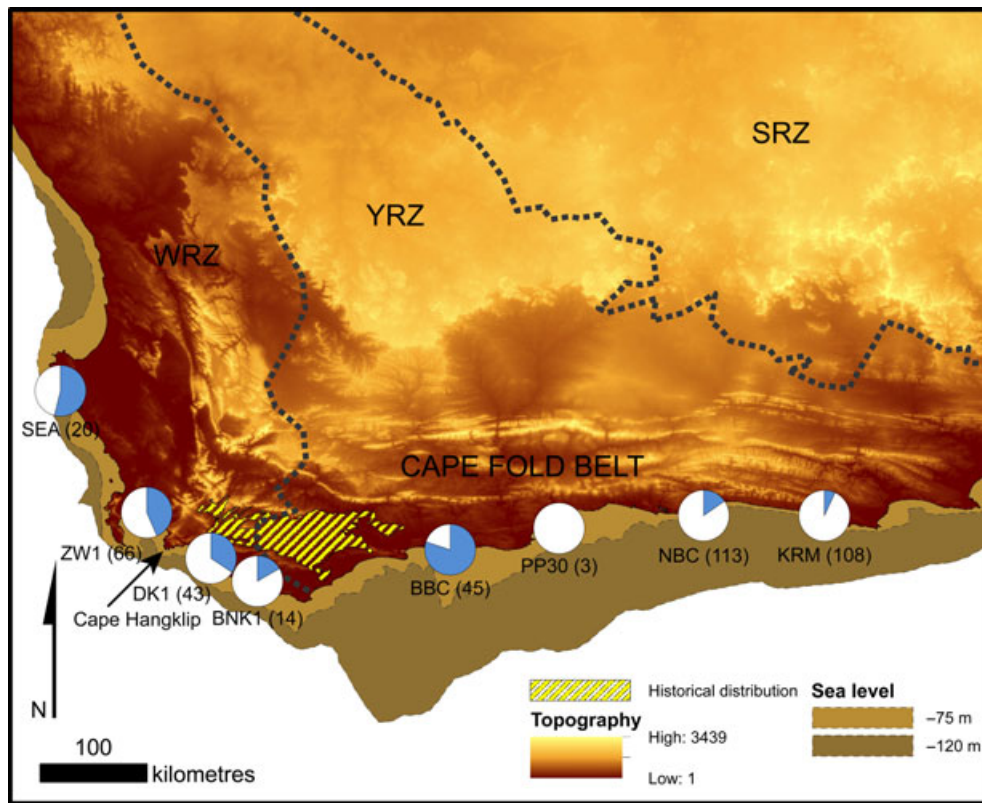 SRZ
YRZ
WRZ
SEA (20)
CAPE FOLD BELT
ZW1 (66)
DK1 (43)
BNK1 (14)
BBC (45)
PP30 (3)
NBC (113)
KRM (108)
Cape Hangklip
N
100
kilometres
Historical distribution
Topography
High: 3439
Low: 1
Sea level
–75 m
–120 m